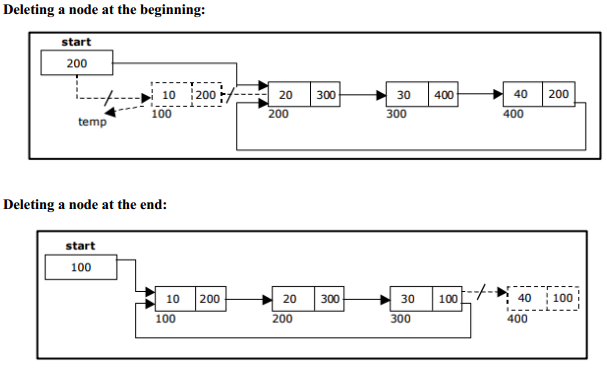 Deleting a node at the beginning:
start
200
10 200 20 300 30 400 40 200
100 200 300 400
temp
Deleting a node at the end:
start
100
10 200 20 300 30 100 40 100
100 200 300 400